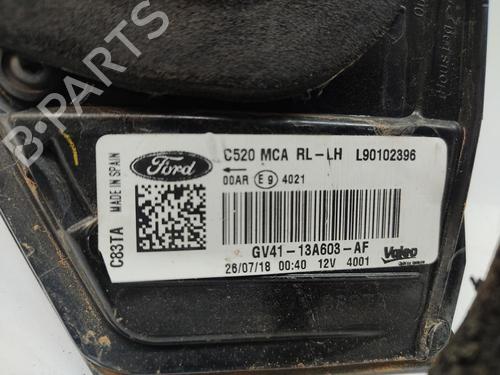 B-PARTS
MADE IN SPAIN
C83TA
Ford
C520 MCA RL-LH L90102396
00AR E9 4021
GV41-13A603-AF
26/07/18 00:40 12V 4001
Valeo